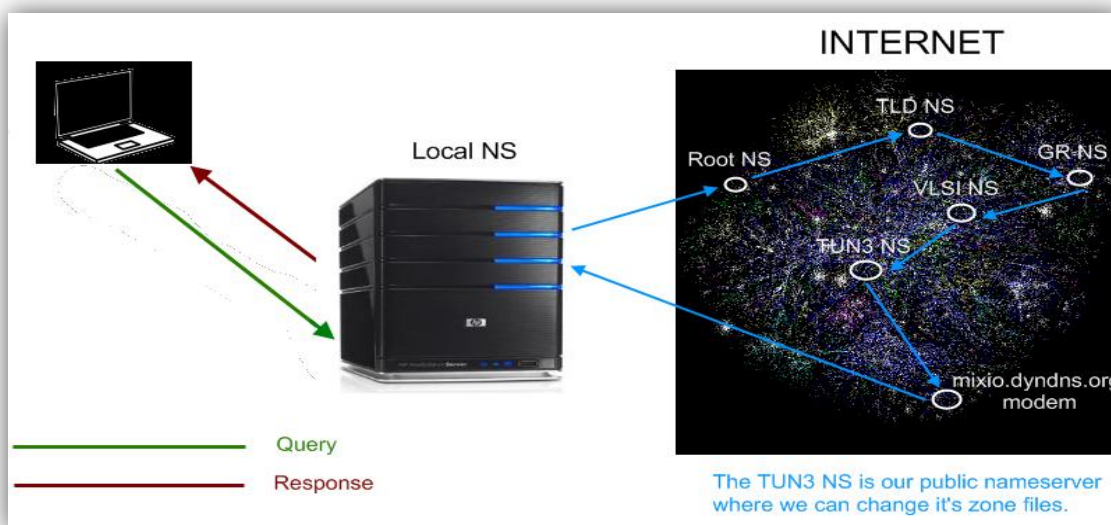 INTERNET
TLD NS
Root NS
GR-NS
Local NS
VLSI NS
TUN3 NS
mixio.dyndns.org
modem
hp
Query
Response
The TUN3 NS is our public nameserver
where we can change it's zone files.